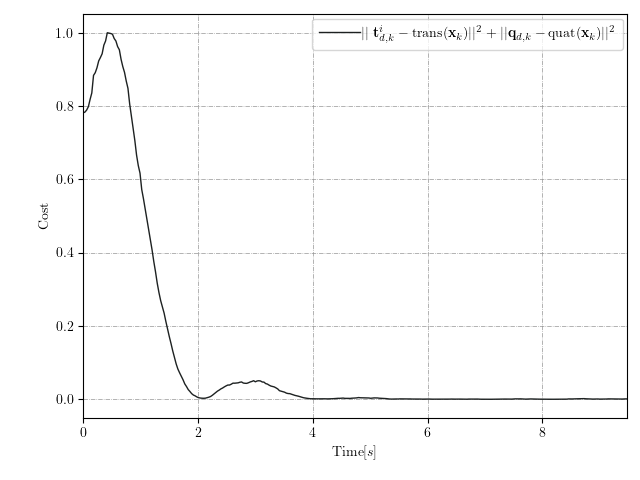 || t^i_{d,k} − trans(x_k)||^2 + ||q_{d,k} − quat(x_k)||^2
1.0
0.8
0.6
0.4
0.2
0.0
Cost
0 2 4 6 8
Time[s]